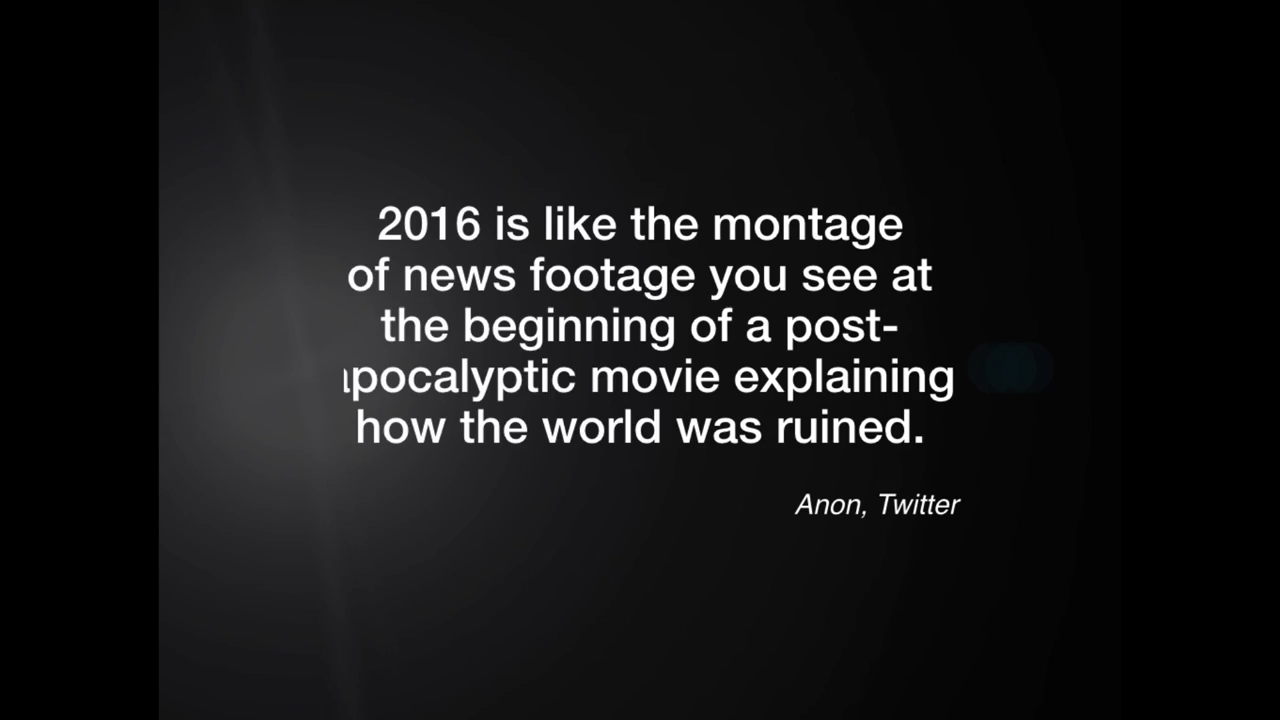 2016 is like the montage
of news footage you see at
the beginning of a post-
apocalyptic movie explaining
how the world was ruined.
Anon, Twitter